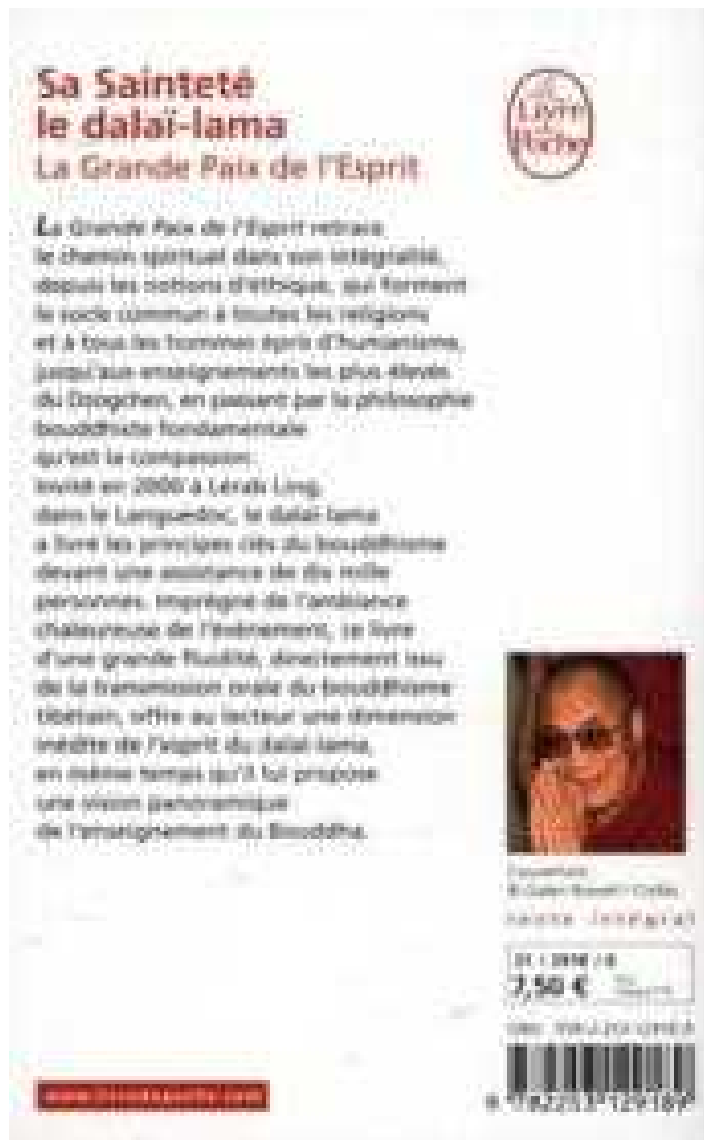 Sa Sainteté
le dalaï-lama
La Grande Paix de l'Esprit
Le Livre de Poche
La Grande Paix de l'Esprit retrace
le chemin spirituel dans son intégralité,
depuis les notions d'éthique, qui forment
le socle commun à toutes les religions
et à tous les hommes épris d'humanisme,
jusqu'aux enseignements les plus élevés
du Dzogchen, en passant par la philosophie
bouddhiste fondamentale
qu'est la compassion.
Invité en 2000 à Lérab Ling,
dans le Languedoc, le dalaï-lama
a livré les principes clés du bouddhisme
devant une assistance de dix mille
personnes. Imprégné de l'ambiance
chaleureuse de l'événement, ce livre
d'une grande fluidité, directement issu
de la transmission orale du bouddhisme
tibétain, offre au lecteur une dimension
inédite de l'esprit du dalaï-lama,
en même temps qu'il lui propose
une vision panoramique
de l'enseignement du Bouddha.
Couverture :
texte intégral
7,50 €
www.livredepoche.com
9 782253 129189